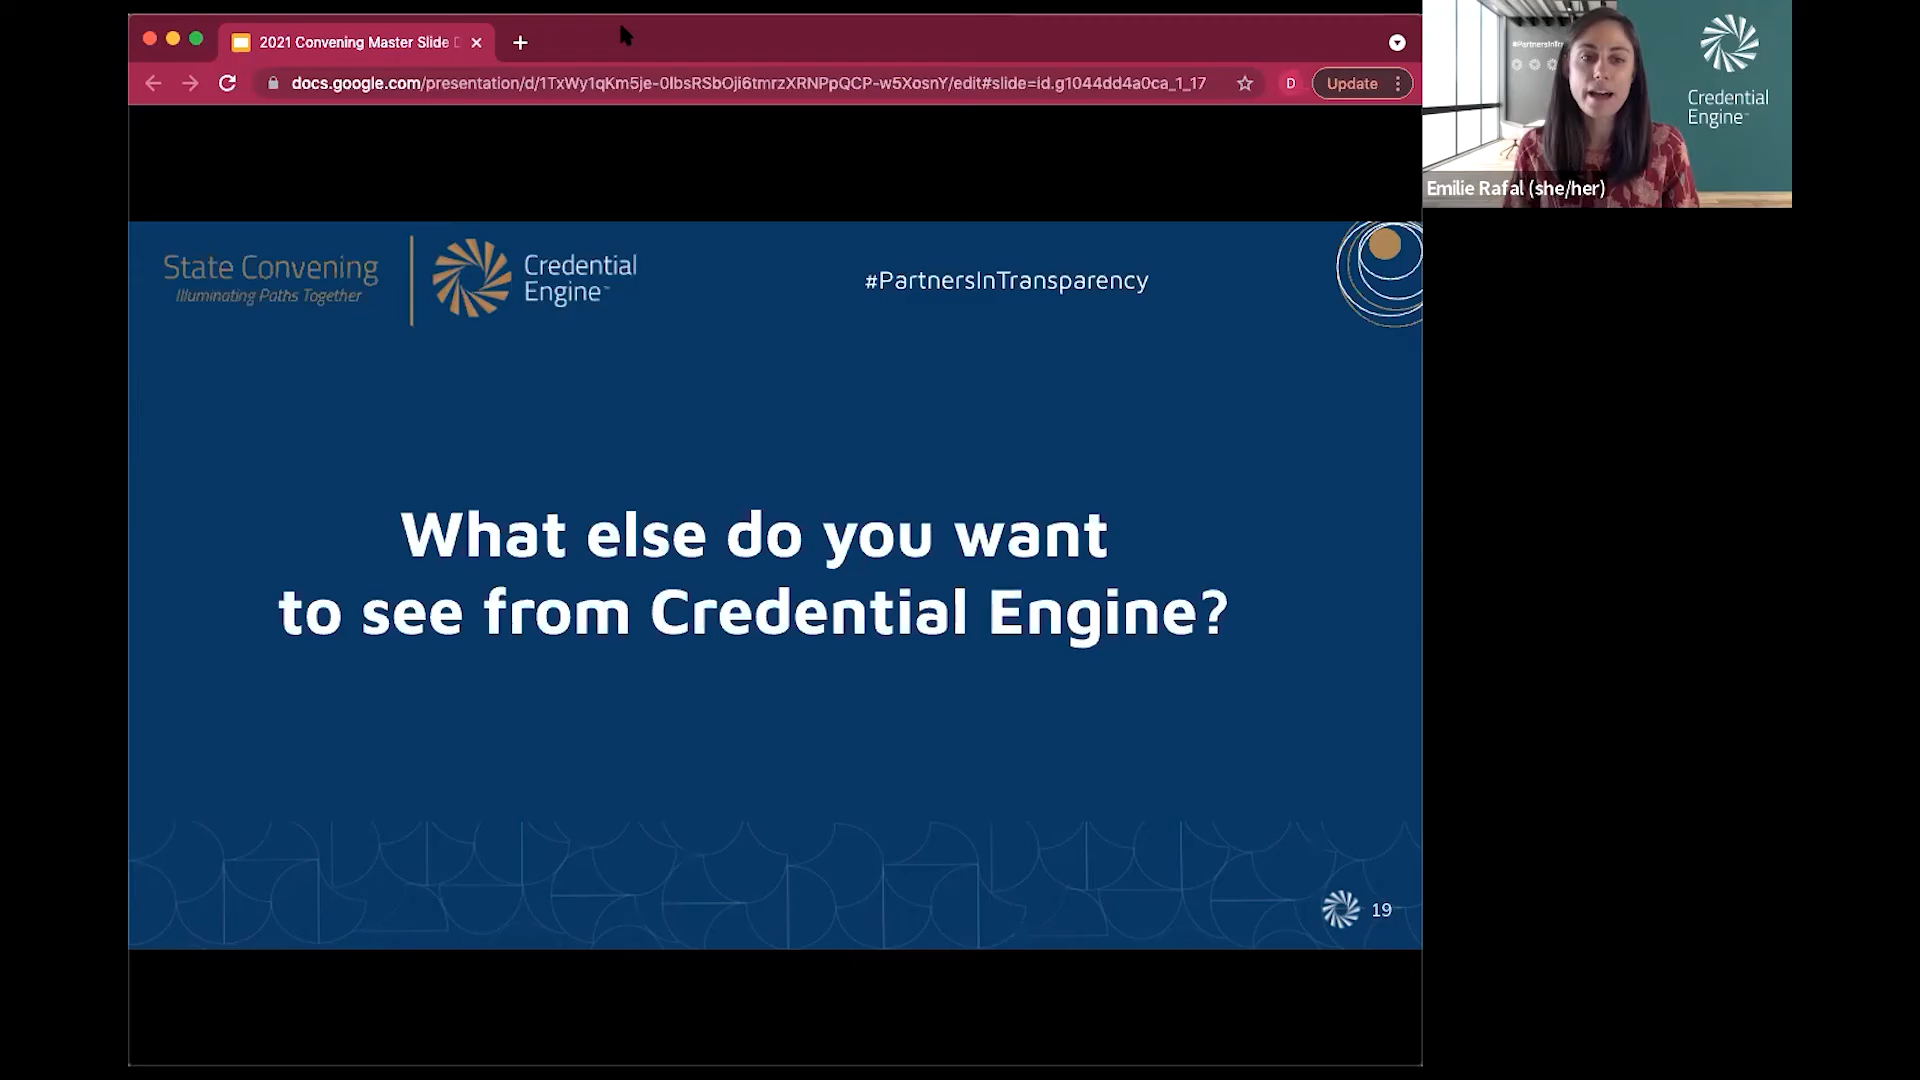 2021 Convening Master Slide D
docs.google.com/presentation/d/1TxWy1qKm5je-0lbsRSbOji6tmrzXRNPpQCP-w5XosnY/edit#slide=id.g1044dd4a0ca_1_17
D
Update
#PartnersInTr
Credential
Engine
Emilie Rafal (she/her)
State Convening
Illuminating Paths Together
Credential
Engine™
#PartnersInTransparency
What else do you want
to see from Credential Engine?
19